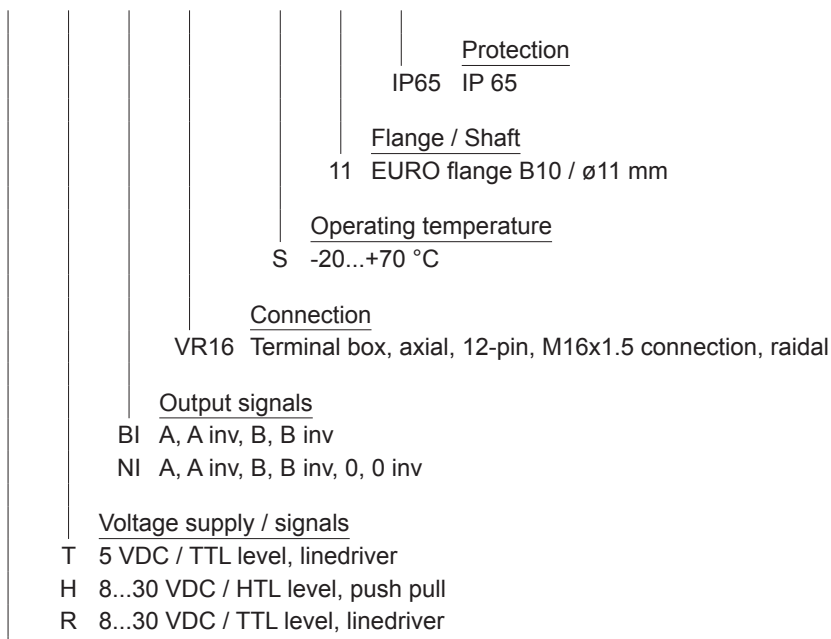 Protection
IP65 IP 65
Flange / Shaft
11 EURO flange B10 / ø11 mm
Operating temperature
S -20...+70 °C
Connection
VR16 Terminal box, axial, 12-pin, M16x1.5 connection, raidal
Output signals
BI A, A inv, B, B inv
NI A, A inv, B, B inv, 0, 0 inv
Voltage supply / signals
T 5 VDC / TTL level, linedriver
H 8...30 VDC / HTL level, push pull
R 8...30 VDC / TTL level, linedriver